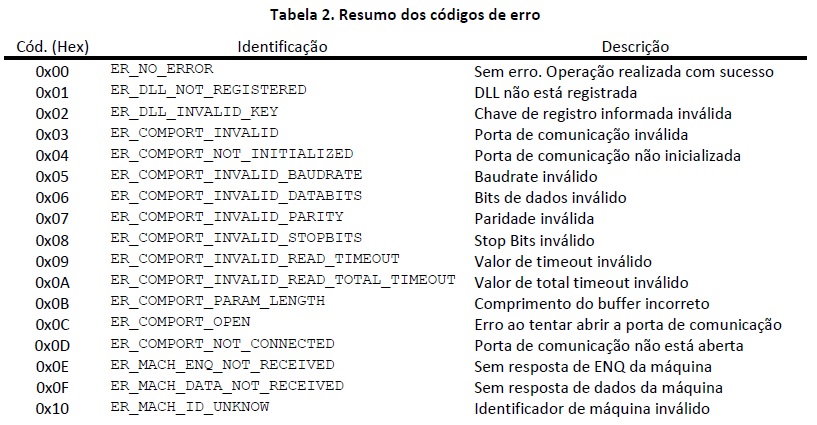 Tabela 2. Resumo dos códigos de erro
Cód. (Hex) Identificação Descrição
0x00 ER_NO_ERROR Sem erro. Operação realizada com sucesso
0x01 ER_DLL_NOT_REGISTERED DLL não está registrada
0x02 ER_DLL_INVALID_KEY Chave de registro informada inválida
0x03 ER_COMPORT_INVALID Porta de comunicação inválida
0x04 ER_COMPORT_NOT_INITIALIZED Porta de comunicação não inicializada
0x05 ER_COMPORT_INVALID_BAUDRATE Baudrate inválido
0x06 ER_COMPORT_INVALID_DATABITS Bits de dados inválido
0x07 ER_COMPORT_INVALID_PARITY Paridade inválida
0x08 ER_COMPORT_INVALID_STOPBITS Stop Bits inválido
0x09 ER_COMPORT_INVALID_READ_TIMEOUT Valor de timeout inválido
0x0A ER_COMPORT_INVALID_READ_TOTAL_TIMEOUT Valor de total timeout inválido
0x0B ER_COMPORT_PARAM_LENGTH Comprimento do buffer incorreto
0x0C ER_COMPORT_OPEN Erro ao tentar abrir a porta de comunicação
0x0D ER_COMPORT_NOT_CONNECTED Porta de comunicação não está aberta
0x0E ER_MACH_ENQ_NOT_RECEIVED Sem resposta de ENQ da máquina
0x0F ER_MACH_DATA_NOT_RECEIVED Sem resposta de dados da máquina
0x10 ER_MACH_ID_UNKNOW Identificador de máquina inválido